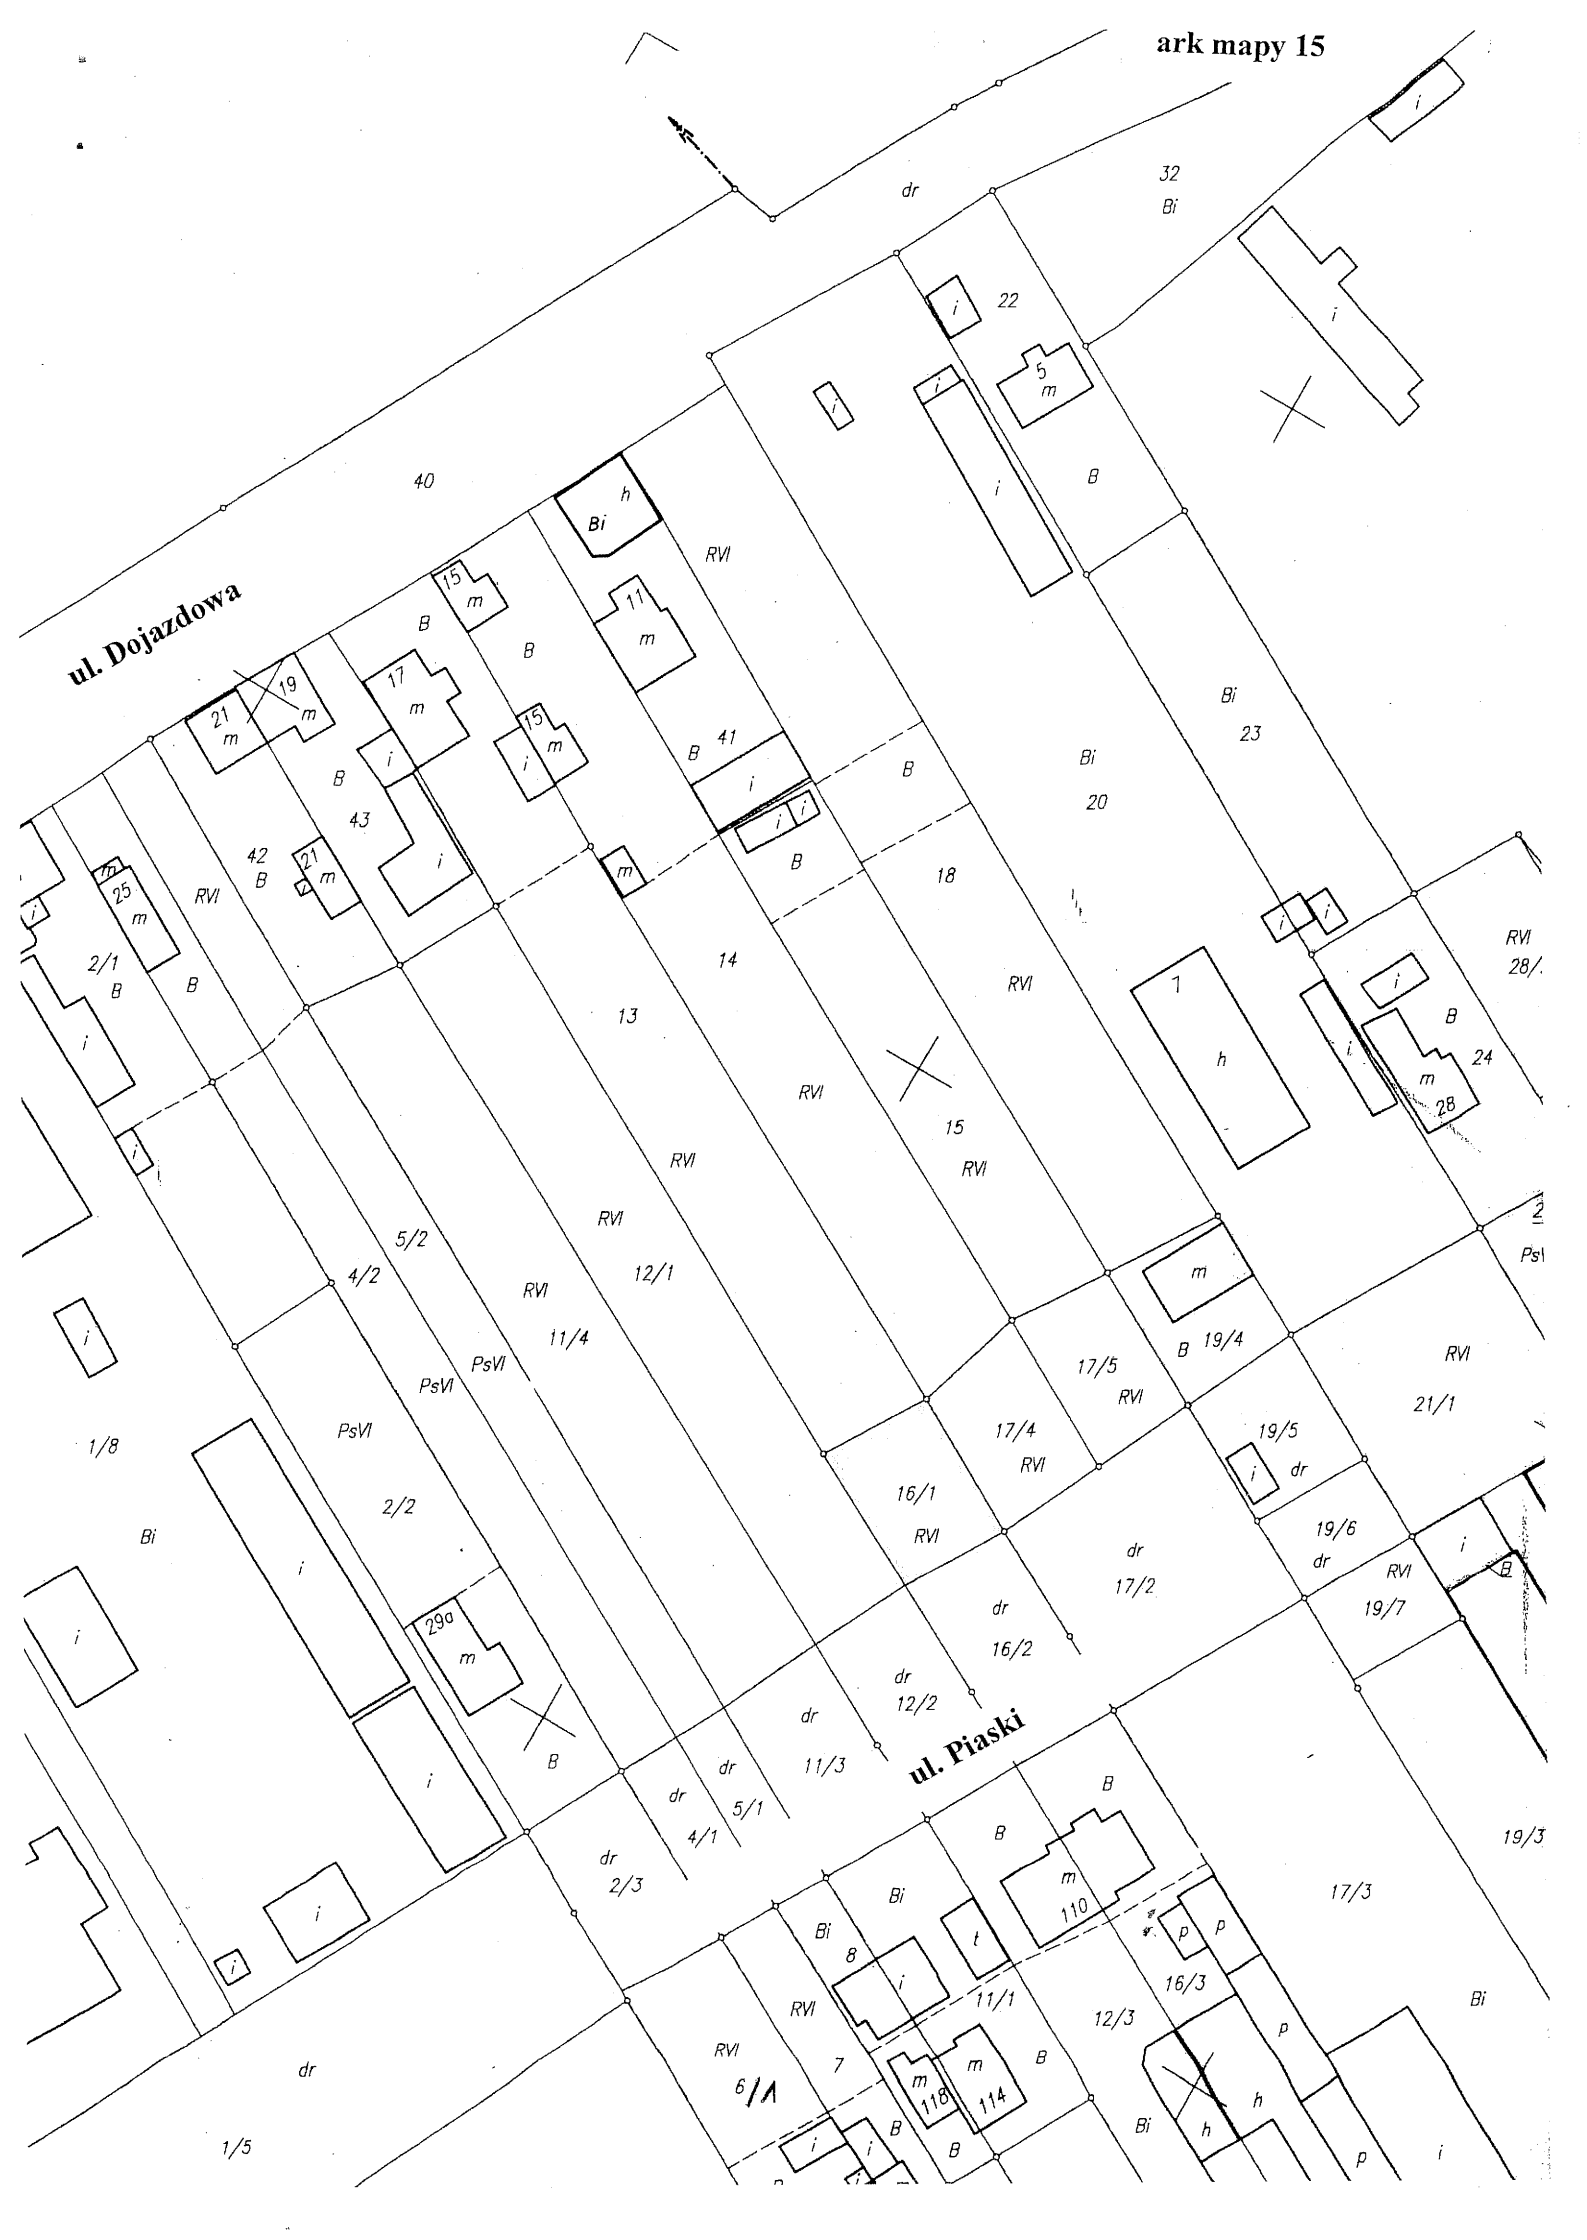 ark mapy 15
i
dr
32
Bi
i
22
5
m
i
i
i
i
B
40
h
Bi
RVI
ul. Dojazdowa
15
m
B
B
11
m
17
m
19
m
21
m
Bi
23
B
41
i
15
m
i
i
B
43
B
Bi
20
i
i
B
18
42
B
RVI
21
m
i
i
m
m
25
m
i
i
RVI
28/
2/1
B
B
14
13
RVI
7
h
i
B
24
i
m
28
i
RVI
15
RVI
RVI
RVI
i
5/2
4/2
12/1
m
2
PsV
RVI
11/4
i
B
19/4
17/5
RVI
RVI
21/1
PsVI
PsVI
PsVI
1/8
17/4
RVI
19/5
dr
i
16/1
RVI
2/2
Bi
i
19/6
dr
RVI
19/7
i
B
dr
17/2
i
29a
m
dr
16/2
dr
12/2
dr
11/3
ul. Piaski
B
i
dr
5/1
dr
4/1
dr
2/3
B
B
19/3
m
110
17/3
i
i
Bi
Bi
8
i
t
p
p
16/3
11/1
12/3
RVI
Bi
p
dr
RVI
6/1
7
m
118
m
114
B
h
h
Bi
1/5
i
i
B
B
p
i